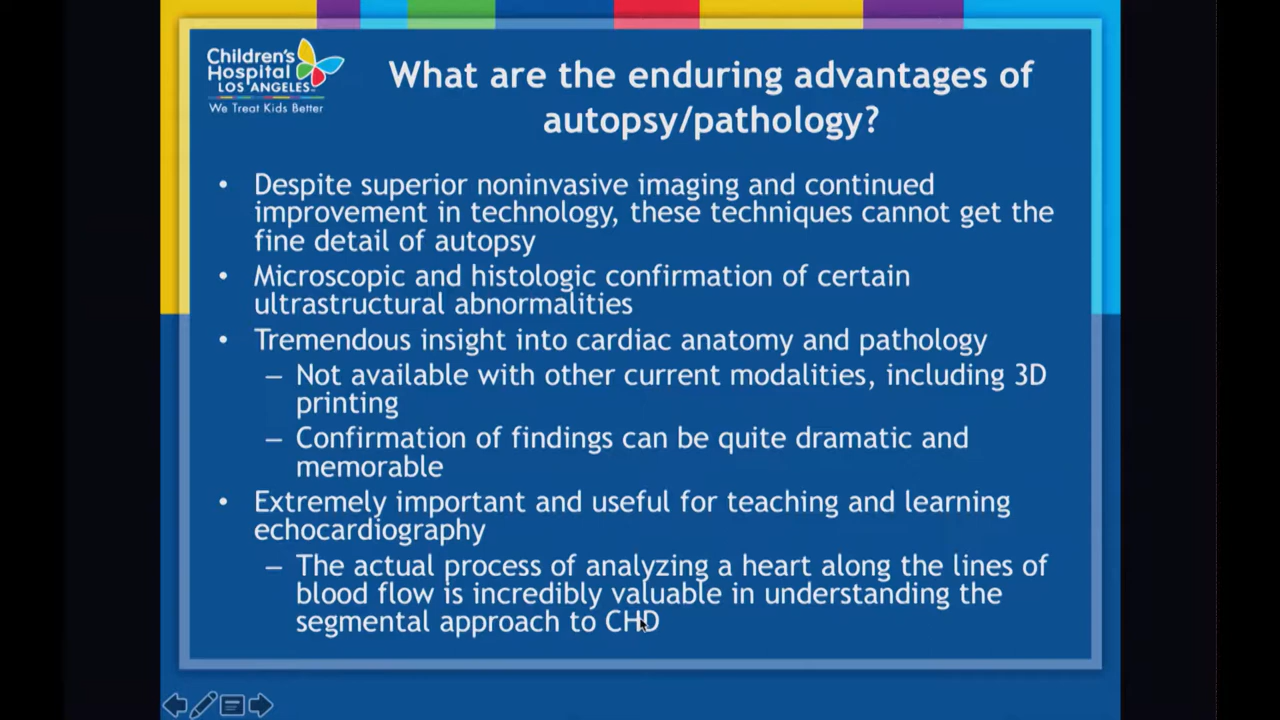 Children's
Hospital
LOS ANGELES
We Treat Kids Better
What are the enduring advantages of
autopsy/pathology?
• Despite superior noninvasive imaging and continued
improvement in technology, these techniques cannot get the
fine detail of autopsy
• Microscopic and histologic confirmation of certain
ultrastructural abnormalities
• Tremendous insight into cardiac anatomy and pathology
– Not available with other current modalities, including 3D
printing
– Confirmation of findings can be quite dramatic and
memorable
• Extremely important and useful for teaching and learning
echocardiography
– The actual process of analyzing a heart along the lines of
blood flow is incredibly valuable in understanding the
segmental approach to CHD